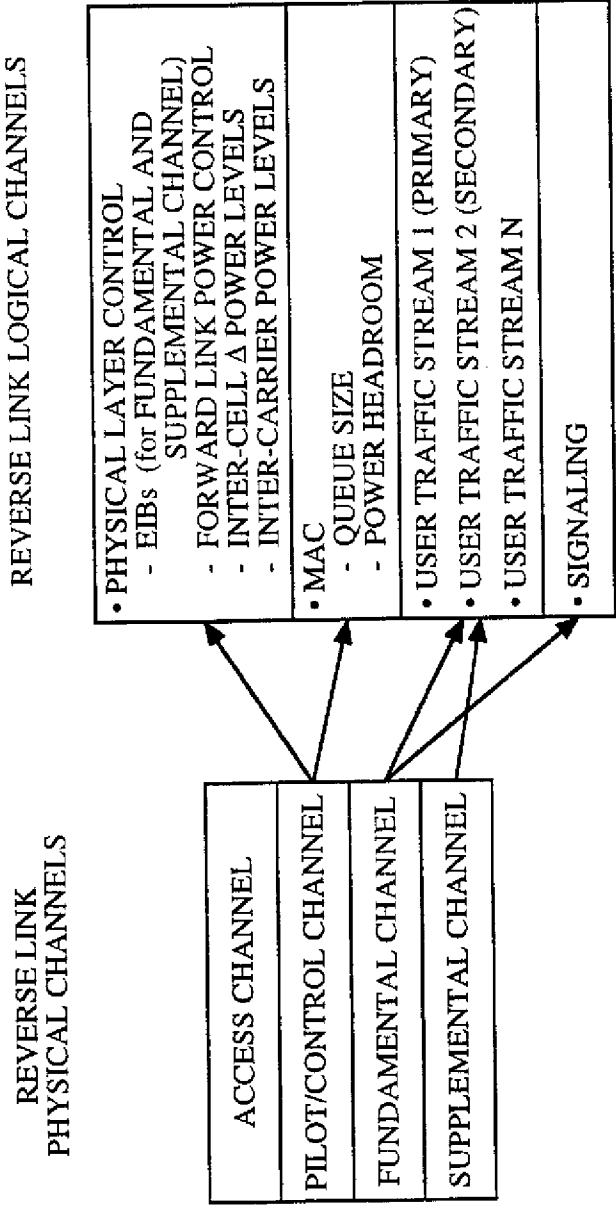 REVERSE LINK
PHYSICAL CHANNELS
ACCESS CHANNEL
PILOT/CONTROL CHANNEL
FUNDAMENTAL CHANNEL
SUPPLEMENTAL CHANNEL
REVERSE LINK LOGICAL CHANNELS
• PHYSICAL LAYER CONTROL
- EIBs (for FUNDAMENTAL AND
SUPPLEMENTAL CHANNEL)
- FORWARD LINK POWER CONTROL
- INTER-CELL Δ POWER LEVELS
- INTER-CARRIER POWER LEVELS
• MAC
- QUEUE SIZE
- POWER HEADROOM
• USER TRAFFIC STREAM 1 (PRIMARY)
• USER TRAFFIC STREAM 2 (SECONDARY)
• USER TRAFFIC STREAM N
• SIGNALING